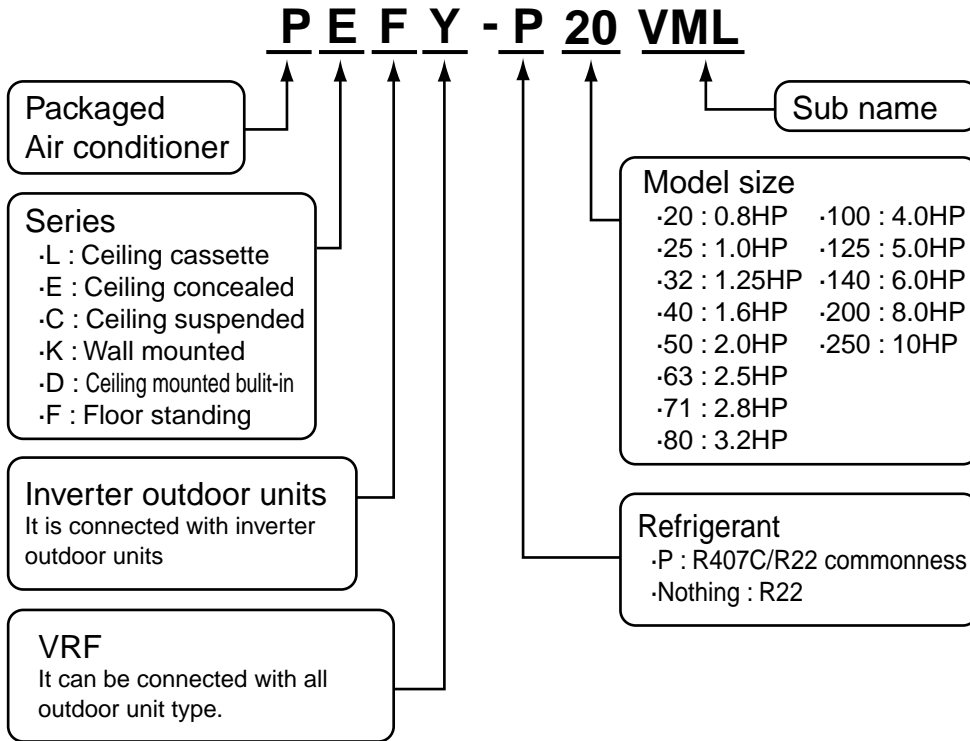 PEFY-P 20 VML
Packaged
Air conditioner
Series
·L : Ceiling cassette
·E : Ceiling concealed
·C : Ceiling suspended
·K : Wall mounted
·D : Ceiling mounted bulit-in
·F : Floor standing
Inverter outdoor units
It is connected with inverter
outdoor units
VRF
It can be connected with all
outdoor unit type.
Sub name
Model size
·20 : 0.8HP ·100 : 4.0HP
·25 : 1.0HP ·125 : 5.0HP
·32 : 1.25HP ·140 : 6.0HP
·40 : 1.6HP ·200 : 8.0HP
·50 : 2.0HP ·250 : 10HP
·63 : 2.5HP
·71 : 2.8HP
·80 : 3.2HP
Refrigerant
·P : R407C/R22 commonness
·Nothing : R22